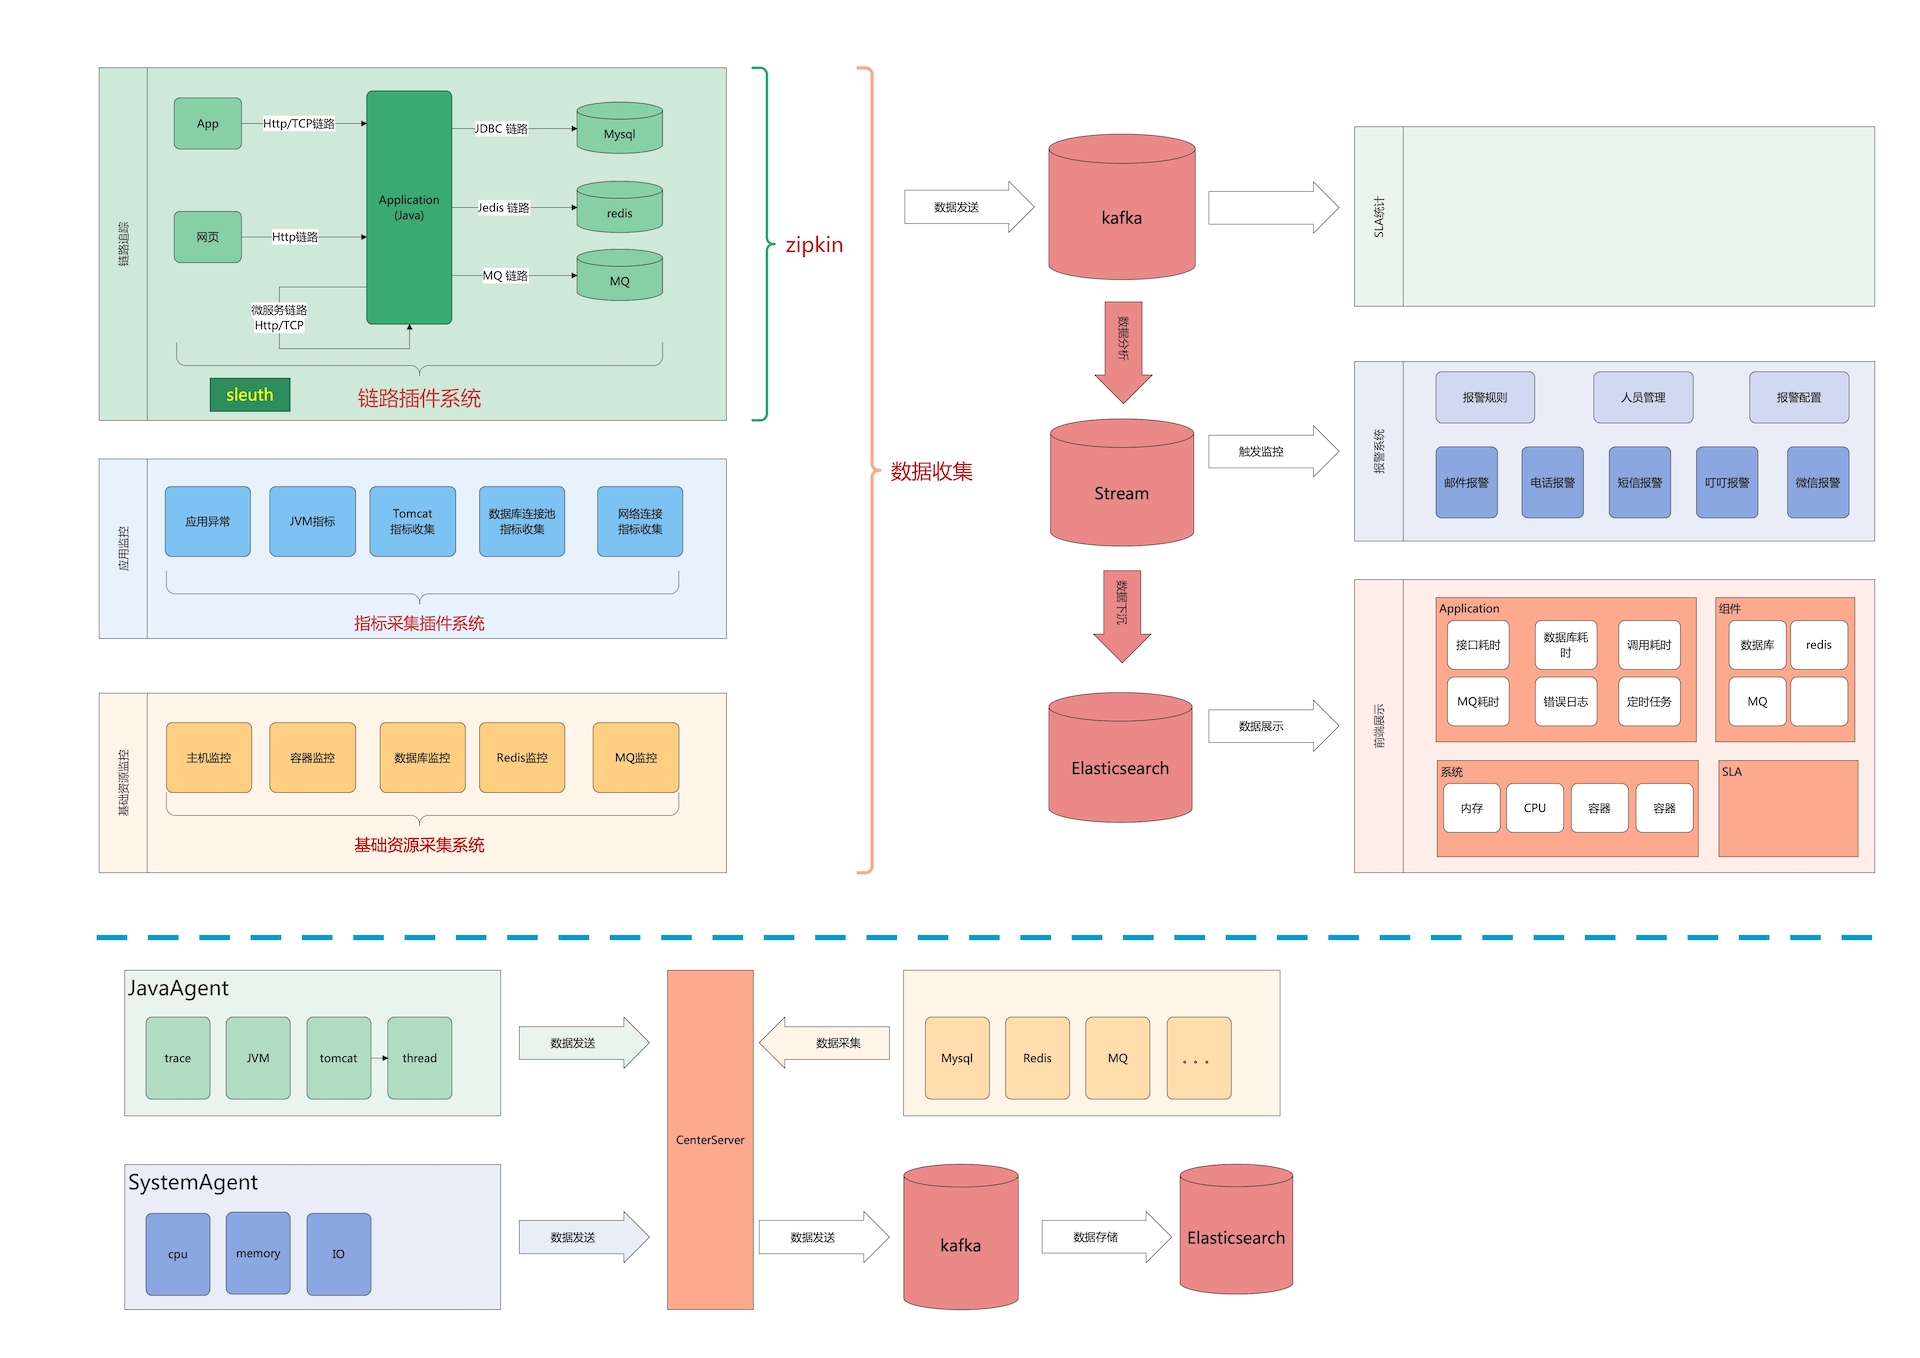 链路追踪
App
Http/TCP链路
Application
(Java)
JDBC 链路
Mysql
Jedis 链路
redis
网页
Http链路
MQ 链路
MQ
微服务链路
Http/TCP
sleuth
链路插件系统
zipkin
应用监控
应用异常
JVM指标
Tomcat
指标收集
数据库连接池
指标收集
网络连接
指标收集
指标采集插件系统
基础资源监控
主机监控
容器监控
数据库监控
Redis监控
MQ监控
基础资源采集系统
数据收集
数据发送
kafka
数据分析
Stream
数据下沉
Elasticsearch
SLA统计
触发监控
报警系统
报警规则
人员管理
报警配置
邮件报警
电话报警
短信报警
叮叮报警
微信报警
数据展示
前端展示
Application
接口耗时
数据库耗
时
调用耗时
MQ耗时
错误日志
定时任务
组件
数据库
redis
MQ
系统
内存
CPU
容器
容器
SLA
JavaAgent
trace
JVM
tomcat
thread
数据发送
CenterServer
数据采集
Mysql
Redis
MQ
。。。
SystemAgent
cpu
memory
IO
数据发送
数据发送
kafka
数据存储
Elasticsearch